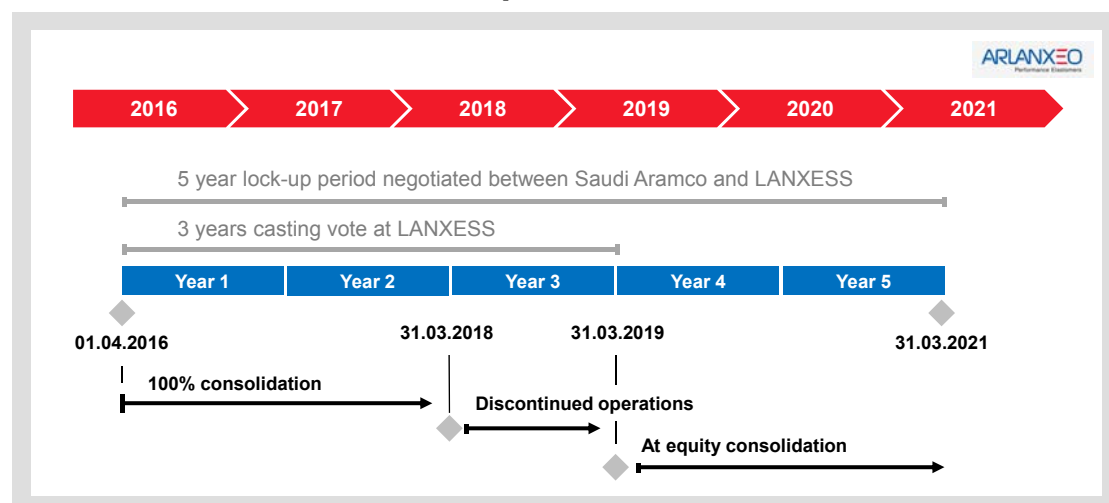 ARLANXEO
Performance Elastomers
2016 2017 2018 2019 2020 2021
5 year lock-up period negotiated between Saudi Aramco and LANXESS
3 years casting vote at LANXESS
Year 1 Year 2 Year 3 Year 4 Year 5
01.04.2016 31.03.2018 31.03.2019 31.03.2021
100% consolidation
Discontinued operations
At equity consolidation